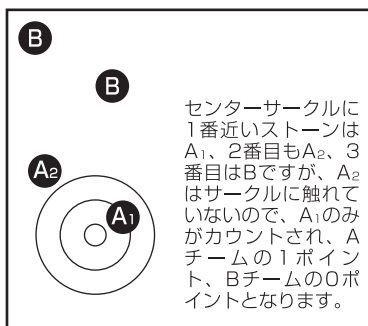 B
B
A₂
A₁
センターサークルに
1番近いストーンは
A₁、2番目もA₂、3
番目はBですが、A₂
はサークルに触れて
いないので、A₁のみ
がカウントされ、A
チームの1ポイン
ト、Bチームの0ポ
イントとなります。